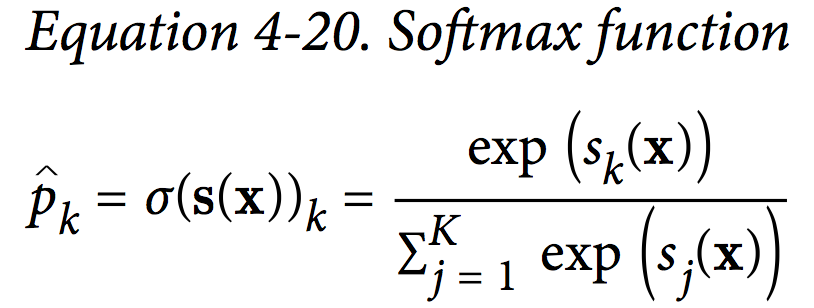 Equation 4-20. Softmax function
p̂_k = σ(𝐬(𝐱))_k = exp (s_k(𝐱)) / Σ_{j = 1}^{K} exp (s_j(𝐱))